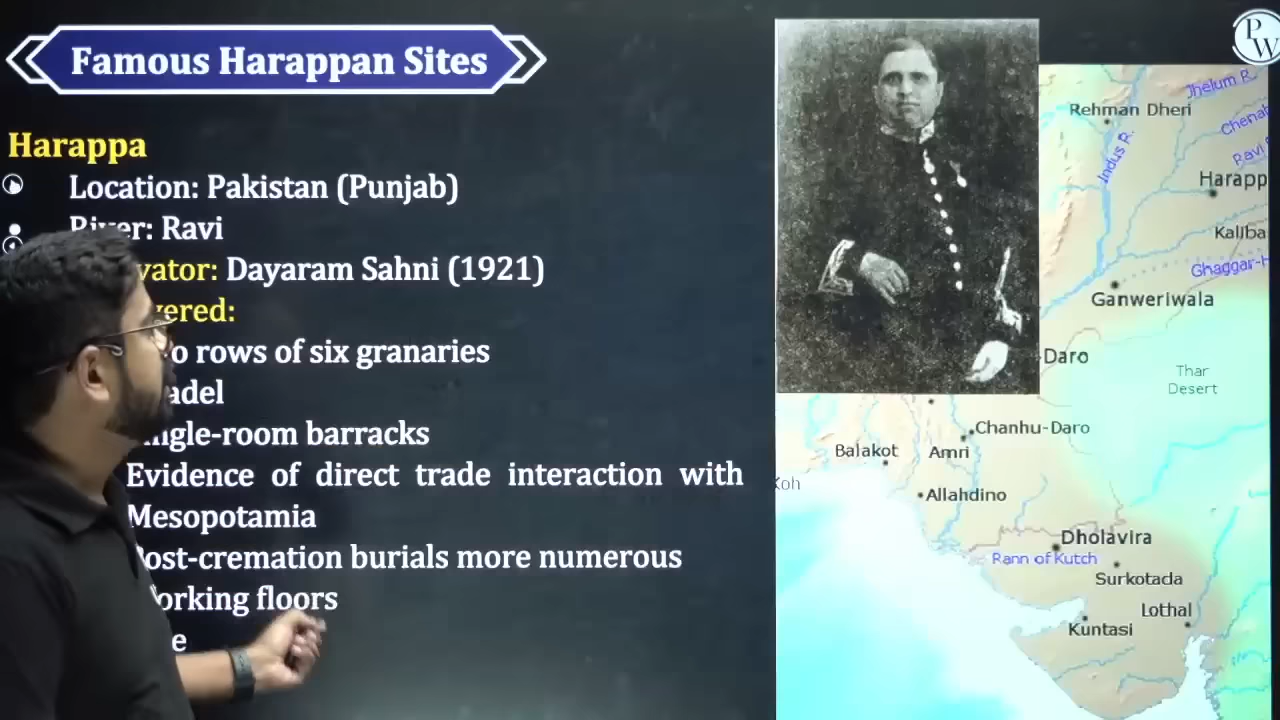 Famous Harappan Sites
Harappa
Location: Pakistan (Punjab)
River: Ravi
vator: Dayaram Sahni (1921)
vered:
o rows of six granaries
adel
ngle-room barracks
Evidence of direct trade interaction with
Mesopotamia
Post-cremation burials more numerous
orking floors
e
PW
Jhelum R.
Rehman Dheri
Chenab
Indus R.
Ravi
Harapp
Kaliba
Ghaggar-H
Ganweriwala
Daro
Thar
Desert
Chanhu-Daro
Balakot
Amri
Koh
Allahdino
Dholavira
Rann of Kutch
Surkotada
Lothal
Kuntasi